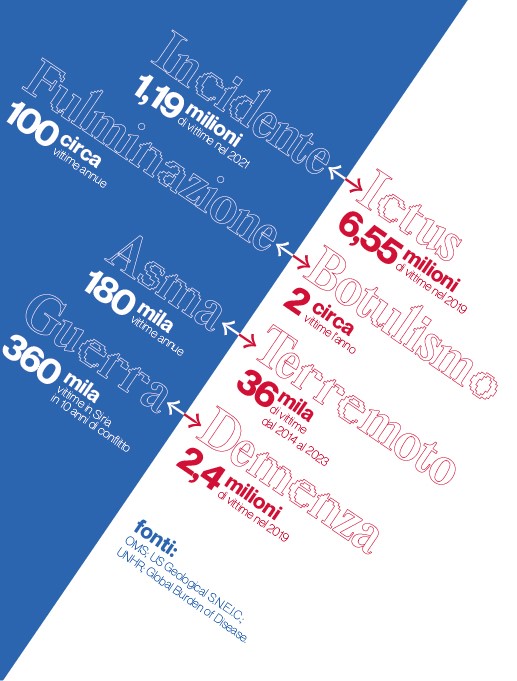 Incidente
1,19 milioni
di vittime nel 2021
Ictus
6,55 milioni
di vittime nel 2019
Fulminazione
100 circa
vittime annue
Botulismo
2 circa
vittime l'anno
Asma
180 mila
vittime annue
Terremoto
36 mila
di vittime
dal 2014 al 2023
Guerra
360 mila
vittime in Siria
in 10 anni di conflitto
Demenza
2,4 milioni
di vittime nel 2019
fonti:
OMS; US Geological S.N.E.I.C.;
UNHR; Global Burden of Disease.